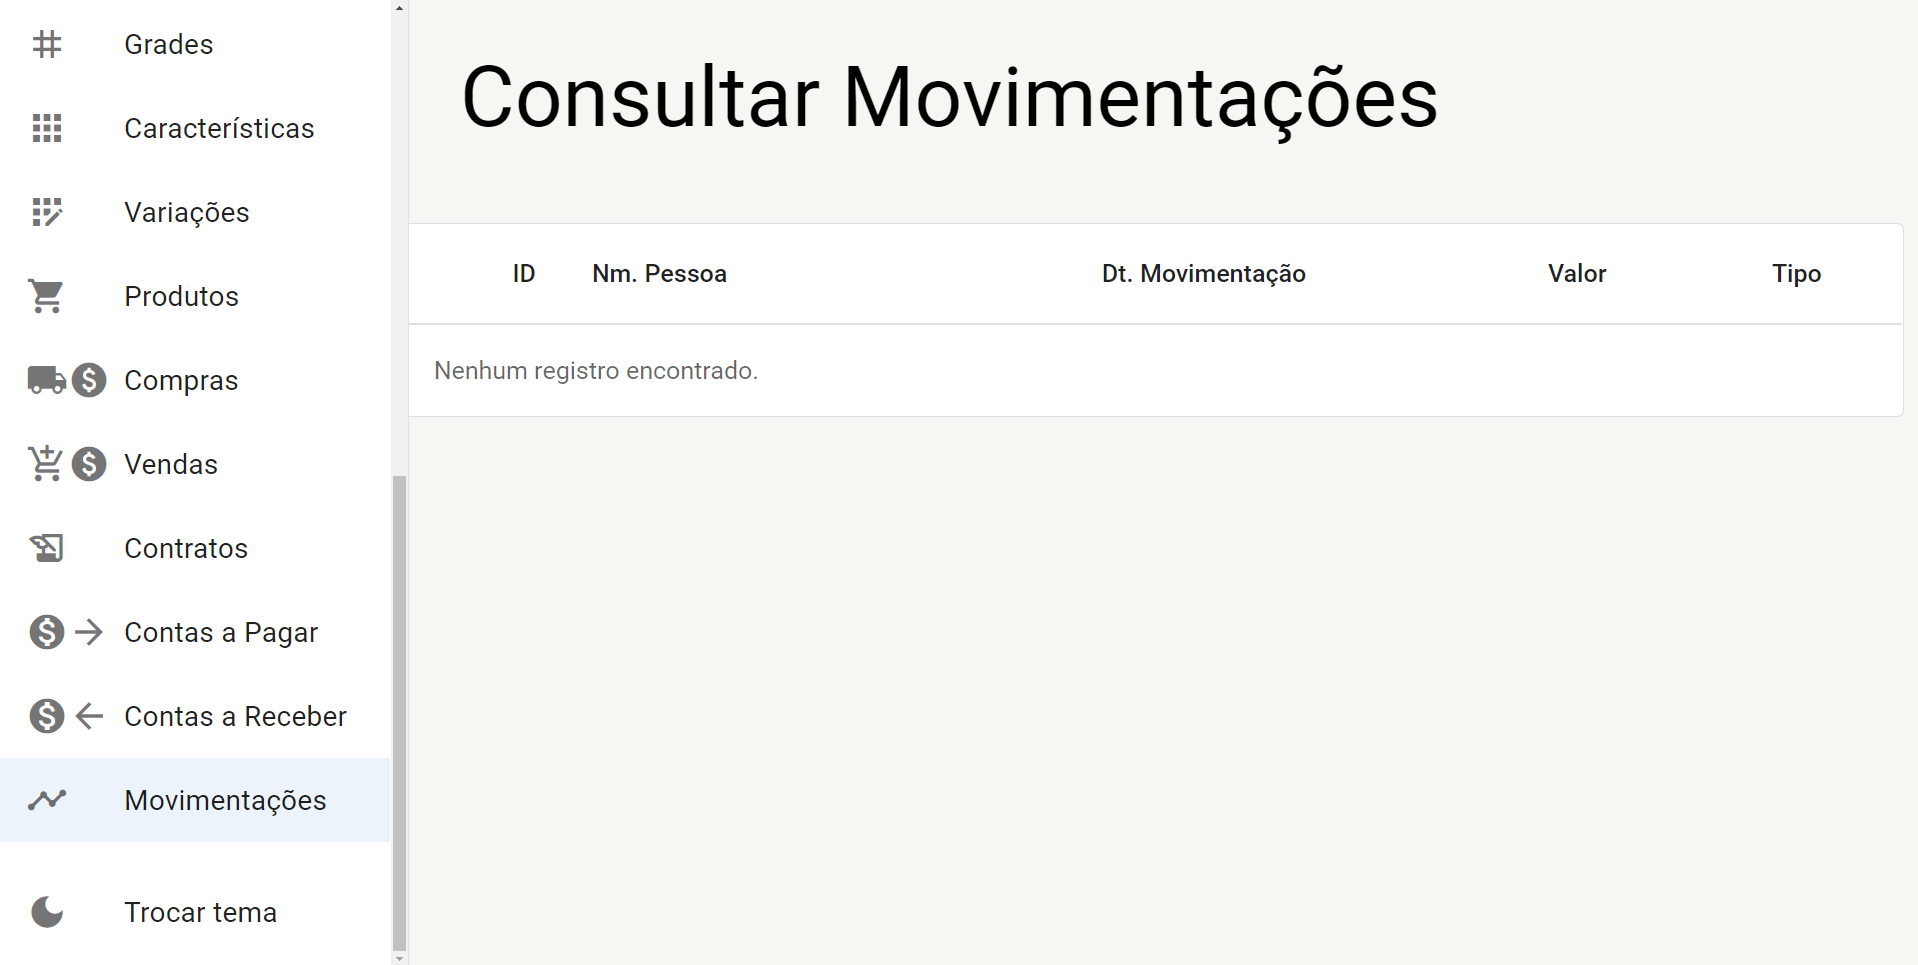 Grades
Características
Variações
Produtos
Compras
Vendas
Contratos
Contas a Pagar
Contas a Receber
Movimentações
Trocar tema
Consultar Movimentações
ID Nm. Pessoa Dt. Movimentação Valor Tipo
Nenhum registro encontrado.